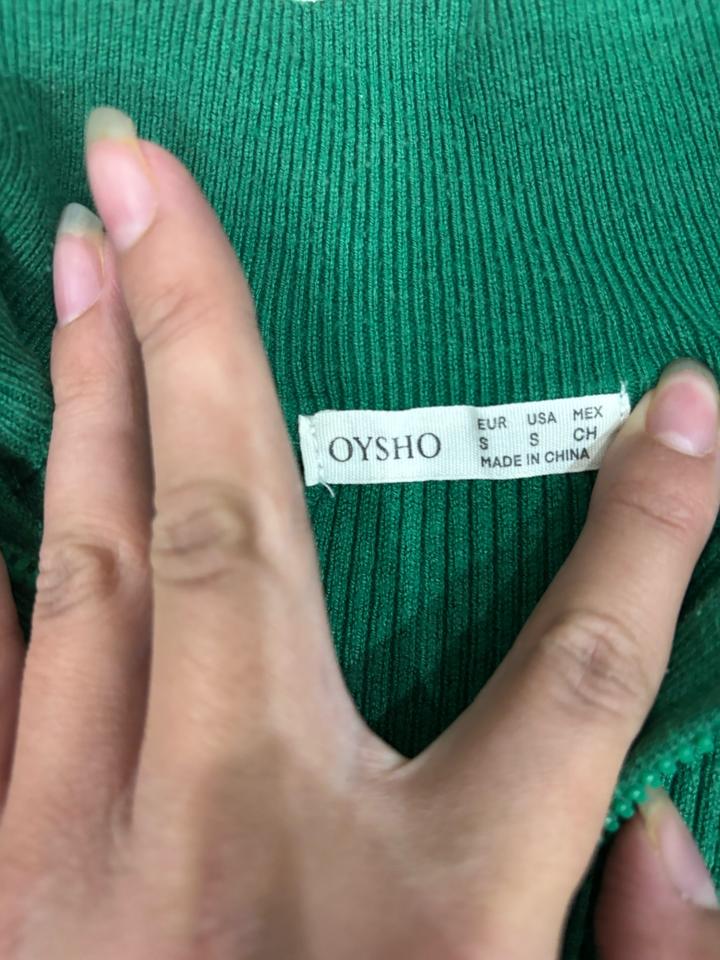 OYSHO
EUR USA MEX
S S CH
MADE IN CHINA